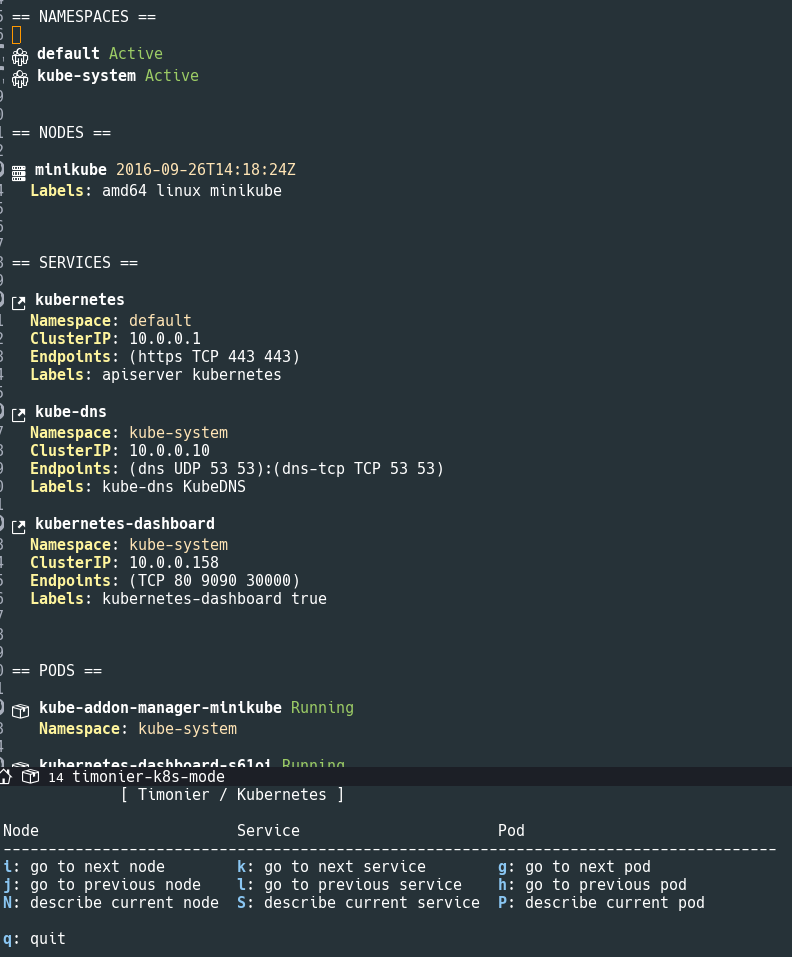 == NAMESPACES ==
default Active
kube-system Active
== NODES ==
minikube 2016-09-26T14:18:24Z
Labels: amd64 linux minikube
== SERVICES ==
kubernetes
Namespace: default
ClusterIP: 10.0.0.1
Endpoints: (https TCP 443 443)
Labels: apiserver kubernetes
kube-dns
Namespace: kube-system
ClusterIP: 10.0.0.10
Endpoints: (dns UDP 53 53):(dns-tcp TCP 53 53)
Labels: kube-dns KubeDNS
kubernetes-dashboard
Namespace: kube-system
ClusterIP: 10.0.0.158
Endpoints: (TCP 80 9090 30000)
Labels: kubernetes-dashboard true
== PODS ==
kube-addon-manager-minikube Running
Namespace: kube-system
Running
14 timonier-k8s-mode
[ Timonier / Kubernetes ]
Node Service Pod
--------------------------------------------------------------------------------------
i: go to next node k: go to next service g: go to next pod
j: go to previous node l: go to previous service h: go to previous pod
N: describe current node S: describe current service P: describe current pod
q: quit